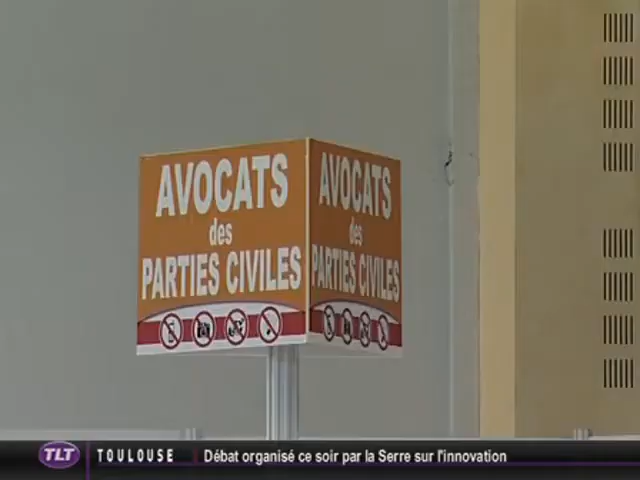 AVOCATS
des
PARTIES CIVILES
AVOCATS
des
PARTIES CIVILES
TLT TOULOUSE Débat organisé ce soir par la Serre sur l'innovation